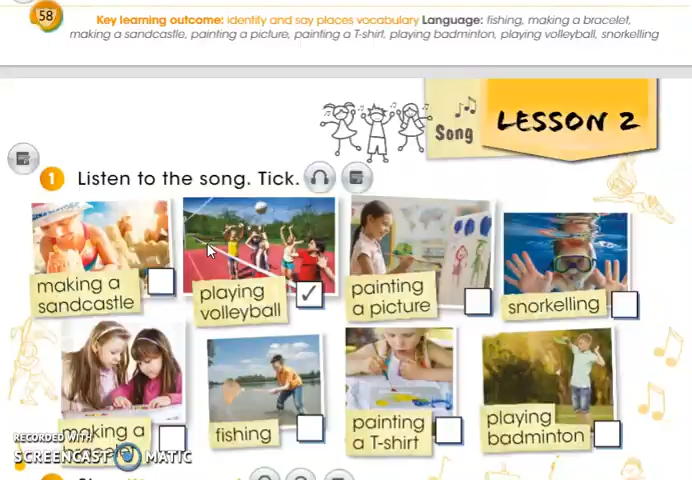 58
Key learning outcome: identify and say places vocabulary Language: fishing, making a bracelet,
making a sandcastle, painting a picture, painting a T-shirt, playing badminton, playing volleyball, snorkelling
Song
LESSON 2
1 Listen to the song. Tick.
making a
sandcastle
playing
volleyball
painting
a picture
snorkelling
making a
fishing
painting
a T-shirt
playing
badminton
RECORDED WITH
SCREENCAST MATIC